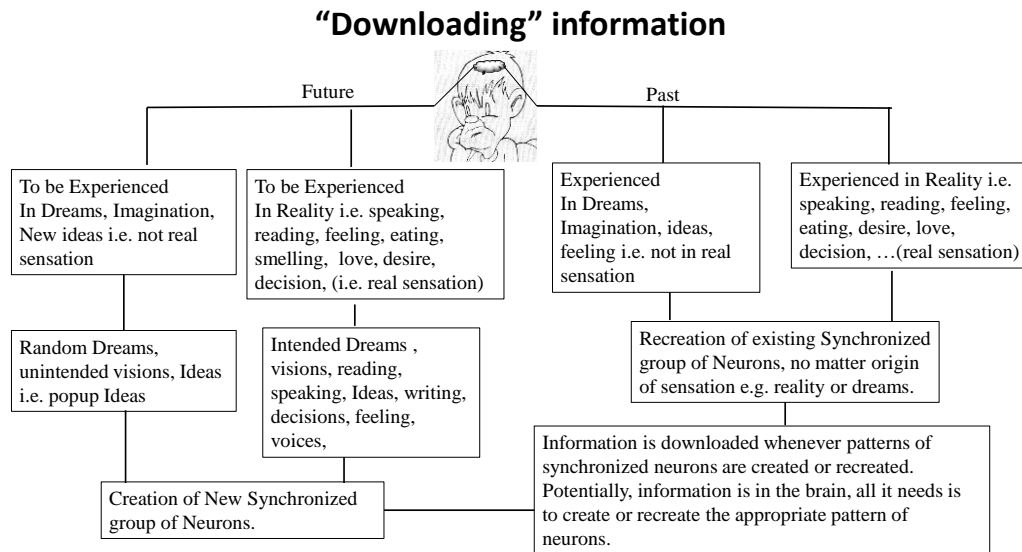 “Downloading” information
Future
Past
To be Experienced
In Dreams, Imagination,
New ideas i.e. not real
sensation
To be Experienced
In Reality i.e. speaking,
reading, feeling, eating,
smelling, love, desire,
decision, (i.e. real sensation)
Experienced
In Dreams,
Imagination, ideas,
feeling i.e. not in real
sensation
Experienced in Reality i.e.
speaking, reading, feeling,
eating, desire, love,
decision, …(real sensation)
Random Dreams,
unintended visions, Ideas
i.e. popup Ideas
Intended Dreams ,
visions, reading,
speaking, Ideas, writing,
decisions, feeling,
voices,
Recreation of existing Synchronized
group of Neurons, no matter origin
of sensation e.g. reality or dreams.
Creation of New Synchronized
group of Neurons.
Information is downloaded whenever patterns of
synchronized neurons are created or recreated.
Potentially, information is in the brain, all it needs is
to create or recreate the appropriate pattern of
neurons.